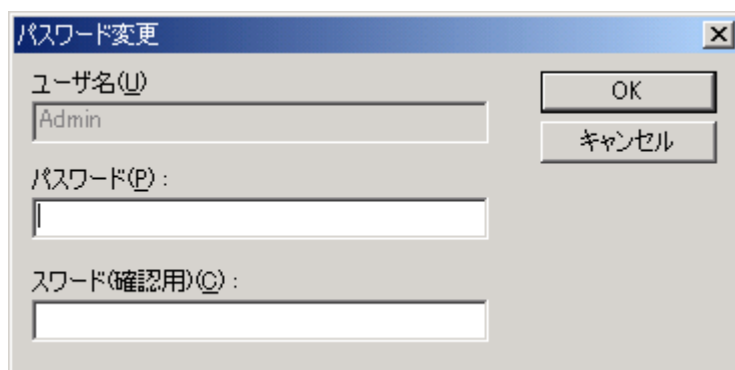 パスワード変更
ユーザ名(U)
Admin
OK
キャンセル
パスワード(P):
スワード(確認用)(C):